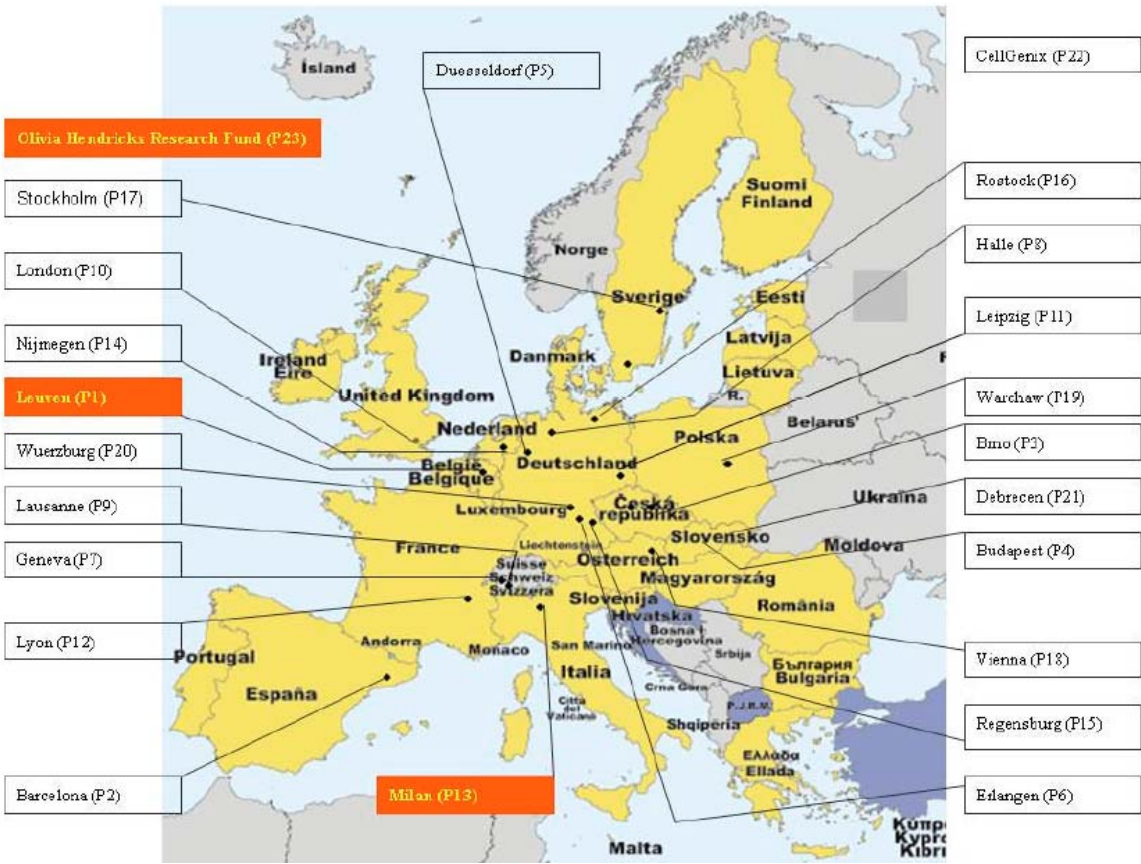 Ísland
Duesseldorf (P5)
CellGenix (P22)
Olivia Hendrickx Research Fund (P23)
Stockholm (P17)
Suomi
Finland
Rostock (P16)
London (P10)
Norge
Halle (P8)
Sverige
Eesti
Nijmegen (P14)
Leipzig (P11)
Latvija
Danmark
Ireland
Éire
Lietuva
Leuven (P1)
United Kingdom
R.
Warchaw (P19)
Nederland
Polska
Belarus'
Wuerzburg (P20)
Brno (P3)
België
Belgique
Deutschland
Lausanne (P9)
Luxembourg
Česká
republika
Ukraina
Debrecen (P21)
Slovensko
Geneva(P7)
France
Liechtenstein
Österreich
Moldova
Budapest (P4)
Suisse
Schweiz
Svizzera
Magyarország
Slovenija
România
Hrvatska
Lyon (P12)
Andorra
Monaco
San Marino
Bosna i
Hercegovina
Srbija
Vienna (P18)
Portugal
España
Italia
България
Bulgaria
Crna Gora
Città
del
Vaticano
P.J.R.M.
Shqipëria
Regensburg (P15)
Ελλάδα
Ellada
Barcelona (P2)
Milan (P13)
Erlangen (P6)
Malta